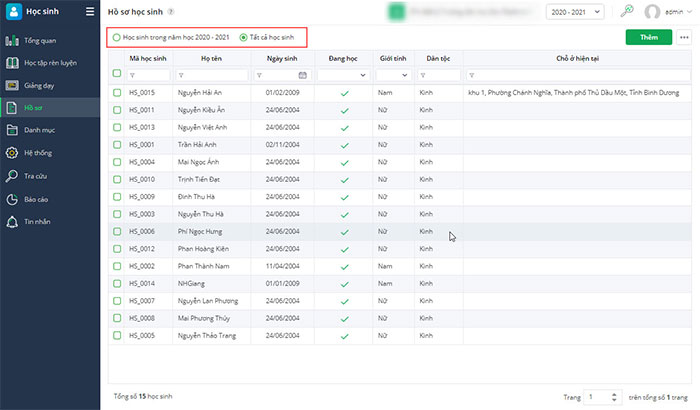 Học sinh
Hồ sơ học sinh
2020 - 2021
admin
Học sinh trong năm học 2020 - 2021 Tất cả học sinh
Thêm
Tổng quan
Học tập rèn luyện
Giảng dạy
Hồ sơ
Danh mục
Hệ thống
Tra cứu
Báo cáo
Tin nhắn
Mã học sinh Họ tên Ngày sinh Đang học Giới tính Dân tộc Chỗ ở hiện tại
HS_0015 Nguyễn Hải An 01/02/2009 Nam Kinh khu 1, Phường Chánh Nghĩa, Thành phố Thủ Dầu Một, Tỉnh Bình Dương
HS_0011 Nguyễn Kiều Ân 24/06/2004 Nữ Kinh
HS_0013 Nguyễn Việt Anh 24/06/2004 Nữ Kinh
HS_0001 Trần Hải Anh 02/11/2004 Nữ Kinh
HS_0004 Mai Ngọc Ánh 24/06/2004 Nữ Kinh
HS_0010 Trịnh Tiến Đạt 24/06/2004 Nữ Kinh
HS_0009 Đinh Thu Hà 24/06/2004 Nữ Kinh
HS_0003 Nguyễn Thu Hà 24/06/2004 Nữ Kinh
HS_0006 Phí Ngọc Hưng 24/06/2004 Nữ Kinh
HS_0012 Phan Hoàng Kiên 24/06/2004 Nữ Kinh
HS_0002 Phan Thành Nam 11/04/2004 Nam Kinh
HS_0014 NHGiang 01/01/2009 Nam Kinh
HS_0007 Nguyễn Lan Phương 24/06/2004 Nữ Kinh
HS_0008 Mai Phương Thúy 24/06/2004 Nữ Kinh
HS_0005 Nguyễn Thảo Trang 24/06/2004 Nữ Kinh
Tổng số 15 học sinh
Trang 1 trên tổng số 1 trang